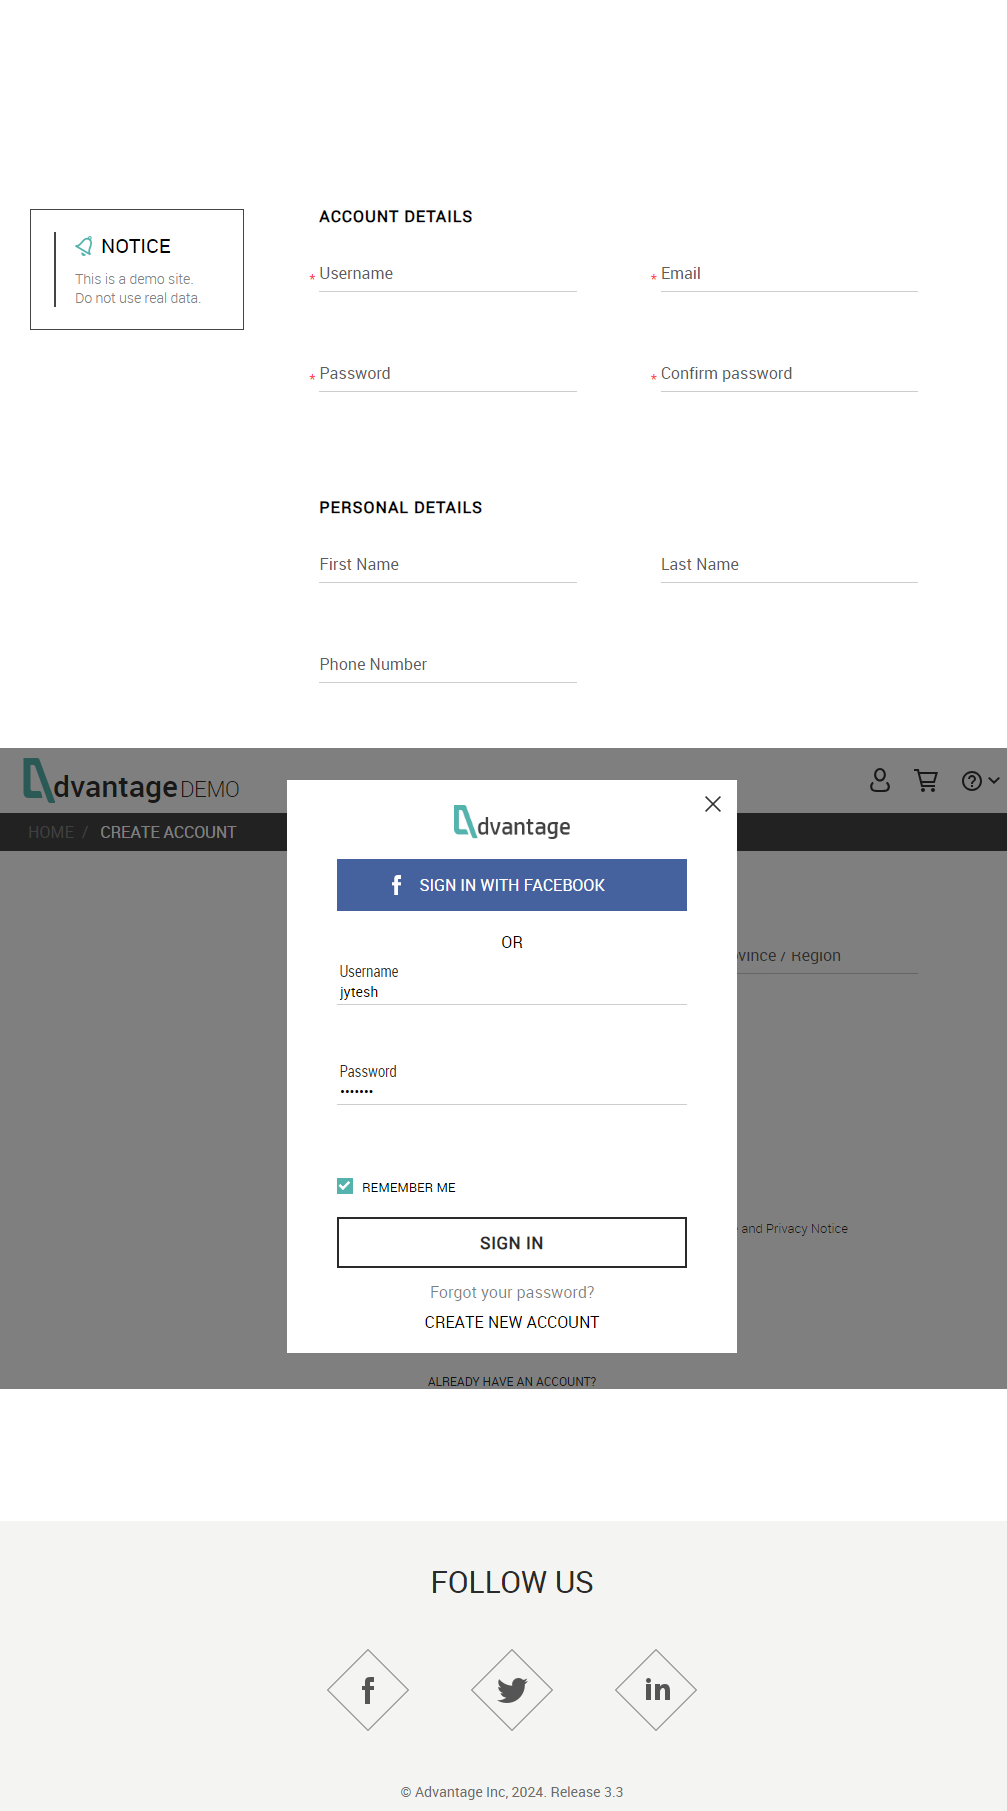 ACCOUNT DETAILS
NOTICE
This is a demo site.
Do not use real data.
* Username
* Email
* Password
* Confirm password
PERSONAL DETAILS
First Name
Last Name
Phone Number
dvantage DEMO
HOME / CREATE ACCOUNT
dvantage
SIGN IN WITH FACEBOOK
OR
Username
jytesh
Password
•••••••
/ Region
REMEMBER ME
and Privacy Notice
SIGN IN
Forgot your password?
CREATE NEW ACCOUNT
ALREADY HAVE AN ACCOUNT?
FOLLOW US
© Advantage Inc, 2024. Release 3.3